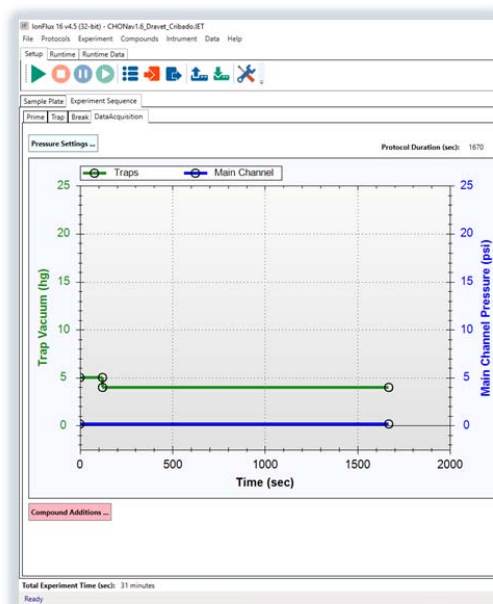 IonFlux 16 v4.5 (32-bit) - CHONav1.6_Dravet_Cribado.IET
File Protocols Experiment Compounds Intrument Data Help
Setup Runtime Runtime Data
Sample Plate Experiment Sequence
Prime Trap Break DataAcquisition
Pressure Settings ...
Protocol Duration (sec): 1670
Traps Main Channel
25 25
20 20
15 15
10 10
5 5
0 0
Trap Vacuum (hg)
Main Channel Pressure (psi)
0 500 1000 1500 2000
Time (sec)
Compound Additions ...
Total Experiment Time (sec): 31 minutes
Ready